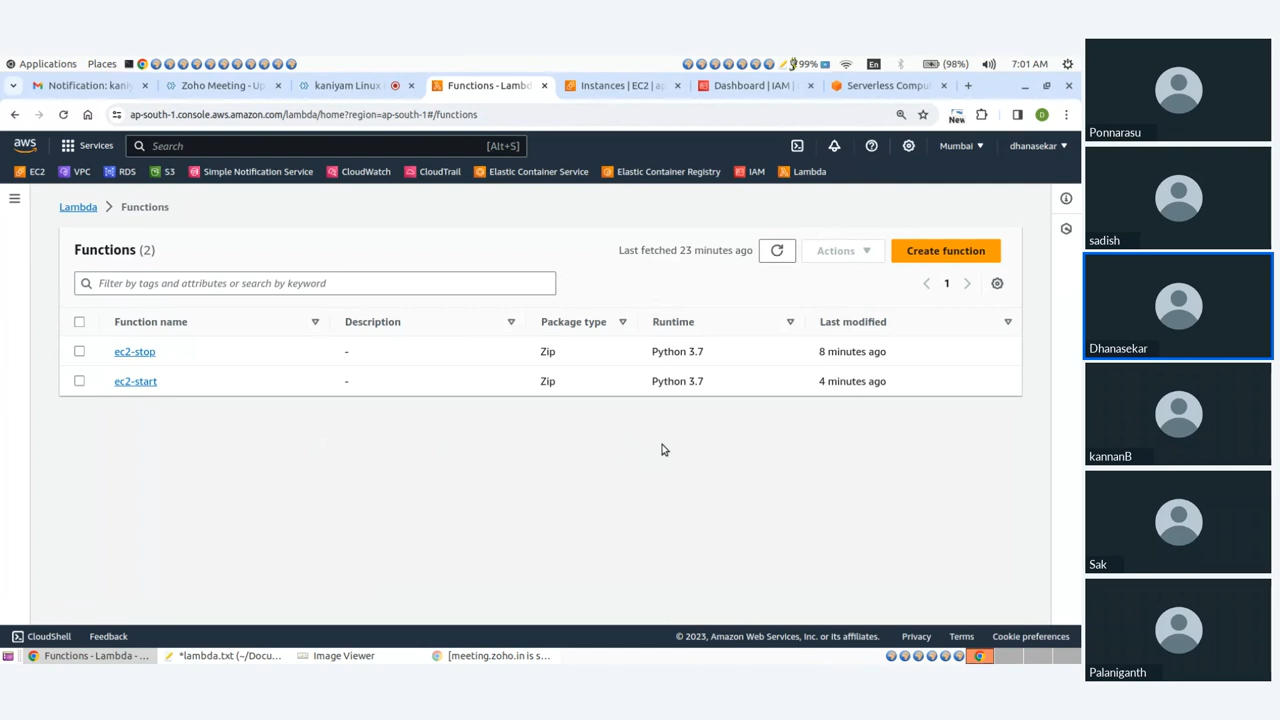 Applications Places 99% En (98%) 7:01 AM
Notification: kani Zoho Meeting - Up kaniyam Linux | Functions - Lambd Instances | EC2 | ap Dashboard | IAM | Serverless Compu
ap-south-1.console.aws.amazon.com/lambda/home?region=ap-south-1#/functions
New
D
aws Services Search [Alt+S] Mumbai dhanasekar
EC2 VPC RDS S3 Simple Notification Service CloudWatch CloudTrail Elastic Container Service Elastic Container Registry IAM Lambda
Lambda Functions
Functions (2) Last fetched 23 minutes ago Actions Create function
Filter by tags and attributes or search by keyword 1
Function name Description Package type Runtime Last modified
ec2-stop - Zip Python 3.7 8 minutes ago
ec2-start - Zip Python 3.7 4 minutes ago
CloudShell Feedback © 2023, Amazon Web Services, Inc. or its affiliates. Privacy Terms Cookie preferences
Functions - Lambda - ... *lambda.txt (~/Docu... Image Viewer [meeting.zoho.in is s...
Ponnarasu
sadish
Dhanasekar
kannanB
Sak
Palaniganth